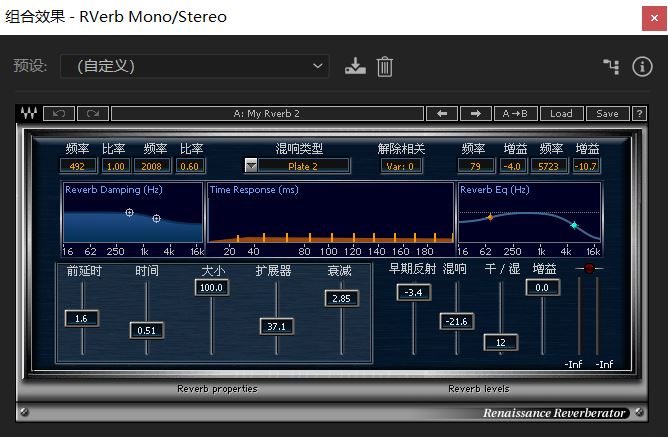 组合效果 - RVerb Mono/Stereo
预设: (自定义)
A: My Rverb 2 A→B Load Save ?
频率 比率 频率 比率 混响类型 解除相关 频率 增益 频率 增益
492 1.00 2008 0.60 Plate 2 Var: 0 79 -4.0 5723 -10.7
Reverb Damping (Hz) Time Response (ms) Reverb Eq (Hz)
16 62 250 1k 4k 16k 20 40 80 100 120 140 160 180 16 62 250 1k 4k 16k
前延时 时间 大小 扩展器 衰减 早期反射 混响 干/湿 增益
1.6 0.51 100.0 37.1 2.85 -3.4 -21.6 12 0.0
-Inf -Inf
Reverb properties Reverb levels
Renaissance Reverberator